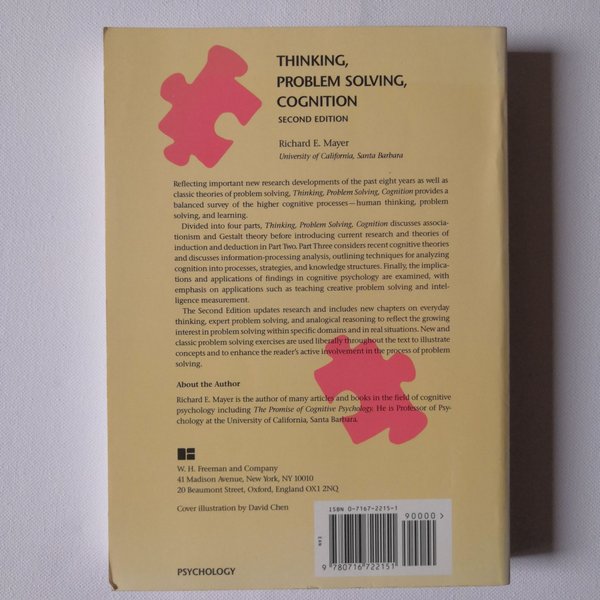 THINKING,
PROBLEM SOLVING,
COGNITION
SECOND EDITION
Richard E. Mayer
University of California, Santa Barbara
Reflecting important new research developments of the past eight years as well as
classic theories of problem solving, Thinking, Problem Solving, Cognition provides a
balanced survey of the higher cognitive processes—human thinking, problem
solving, and learning.
Divided into four parts, Thinking, Problem Solving, Cognition discusses associa-
tionism and Gestalt theory before introducing current research and theories of
induction and deduction in Part Two. Part Three considers recent cognitive theories
and discusses information-processing analysis, outlining techniques for analyzing
cognition into processes, strategies, and knowledge structures. Finally, the implica-
tions and applications of findings in cognitive psychology are examined, with
emphasis on applications such as teaching creative problem solving and intel-
ligence measurement.
The Second Edition updates research and includes new chapters on everyday
thinking, expert problem solving, and analogical reasoning to reflect the growing
interest in problem solving within specific domains and in real situations. New and
classic problem solving exercises are used liberally throughout the text to illustrate
concepts and to enhance the reader's active involvement in the process of problem
solving.
About the Author
Richard E. Mayer is the author of many articles and books in the field of cognitive
psychology including The Promise of Cognitive Psychology. He is Professor of Psy-
chology at the University of California, Santa Barbara.
W. H. Freeman and Company
41 Madison Avenue, New York, NY 10010
20 Beaumont Street, Oxford, England OX1 2NQ
Cover illustration by David Chen
ISBN 0-7167-2215-1
90000>
EAN
9 780716 722151
PSYCHOLOGY